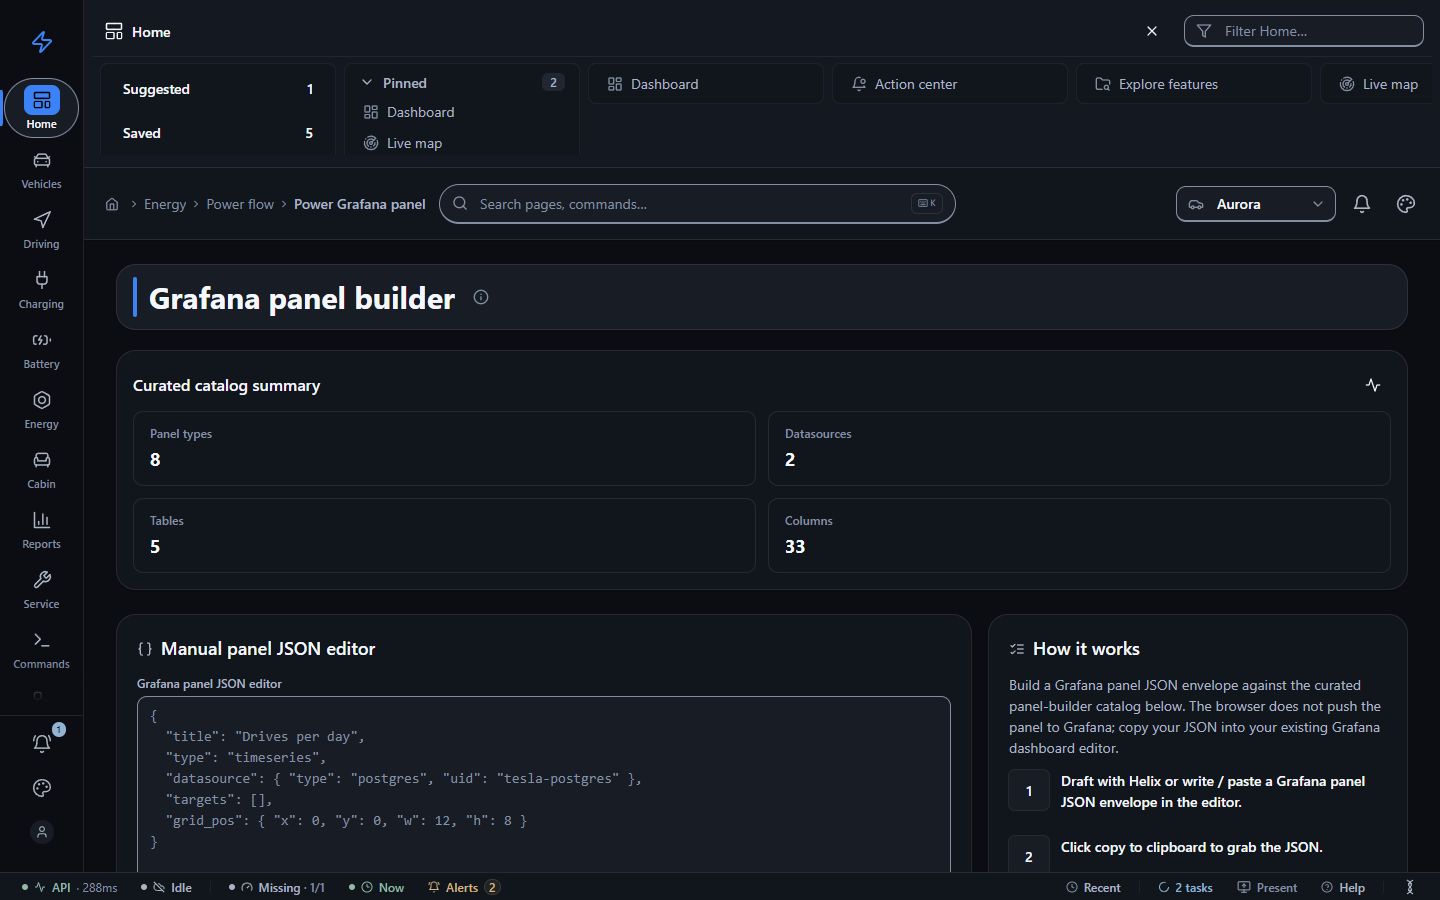 Home
Filter Home...
Suggested 1
Saved 5
Pinned 2
Dashboard
Live map
Dashboard
Action center
Explore features
Live map
Home
Vehicles
Driving
Charging
Battery
Energy
Cabin
Reports
Service
Commands
1
Energy > Power flow > Power Grafana panel
Search pages, commands...
K
Aurora
Grafana panel builder
Curated catalog summary
Panel types
8
Datasources
2
Tables
5
Columns
33
Manual panel JSON editor
Grafana panel JSON editor
{
"title": "Drives per day",
"type": "timeseries",
"datasource": { "type": "postgres", "uid": "tesla-postgres" },
"targets": [],
"grid_pos": { "x": 0, "y": 0, "w": 12, "h": 8 }
}
How it works
Build a Grafana panel JSON envelope against the curated
panel-builder catalog below. The browser does not push the
panel to Grafana; copy your JSON into your existing Grafana
dashboard editor.
1
Draft with Helix or write / paste a Grafana panel
JSON envelope in the editor.
2
Click copy to clipboard to grab the JSON.
API · 288ms
Idle
Missing · 1/1
Now
Alerts 2
Recent
2 tasks
Present
Help